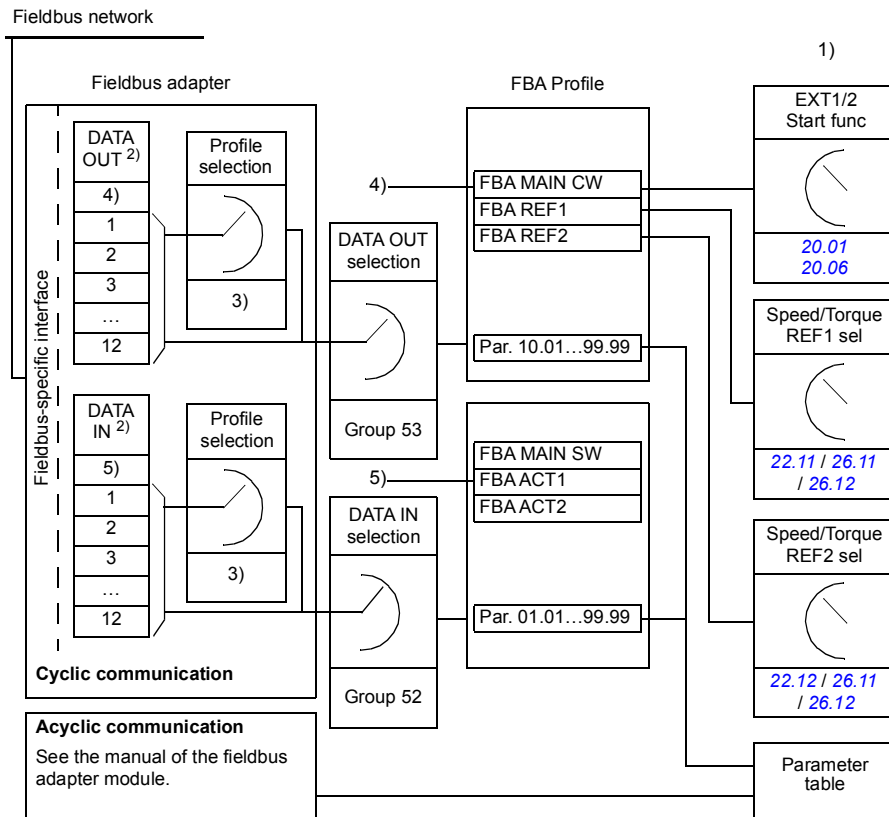 Fieldbus network
1)
Fieldbus adapter
FBA Profile
Fieldbus-specific interface
DATA
OUT 2)
4)
1
2
3
...
12
Profile
selection
3)
DATA
IN 2)
5)
1
2
3
...
12
Profile
selection
3)
Cyclic communication
DATA OUT
selection
Group 53
DATA IN
selection
Group 52
4)
FBA MAIN CW
FBA REF1
FBA REF2
Par. 10.01...99.99
5)
FBA MAIN SW
FBA ACT1
FBA ACT2
Par. 01.01...99.99
EXT1/2
Start func
20.01
20.06
Speed/Torque
REF1 sel
22.11 / 26.11
/ 26.12
Speed/Torque
REF2 sel
22.12 / 26.11
/ 26.12
Acyclic communication
See the manual of the fieldbus
adapter module.
Parameter
table